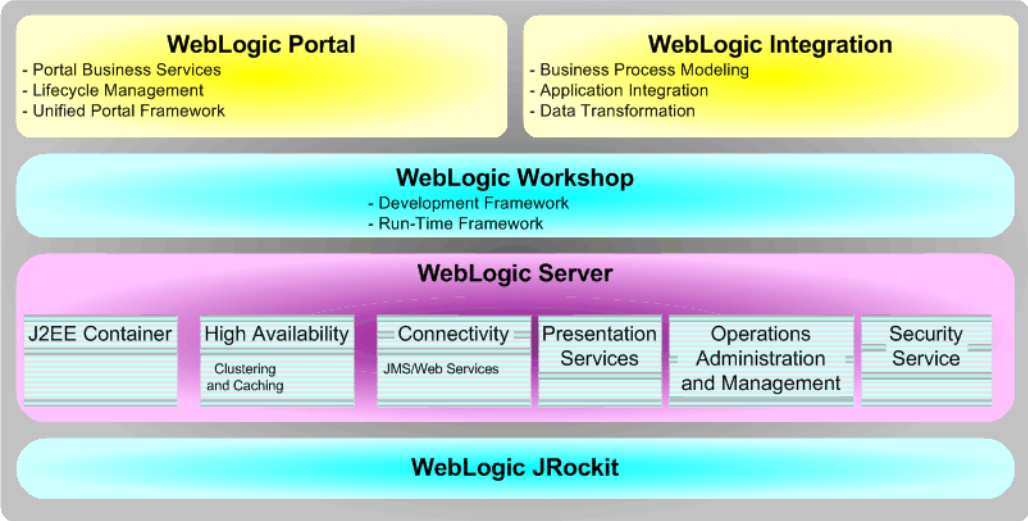 WebLogic Portal
- Portal Business Services
- Lifecycle Management
- Unified Portal Framework
WebLogic Integration
- Business Process Modeling
- Application Integration
- Data Transformation
WebLogic Workshop
- Development Framework
- Run-Time Framework
WebLogic Server
J2EE Container
High Availability
Clustering
and Caching
Connectivity
JMS/Web Services
Presentation
Services
Operations
Administration
and Management
Security
Service
WebLogic JRockit